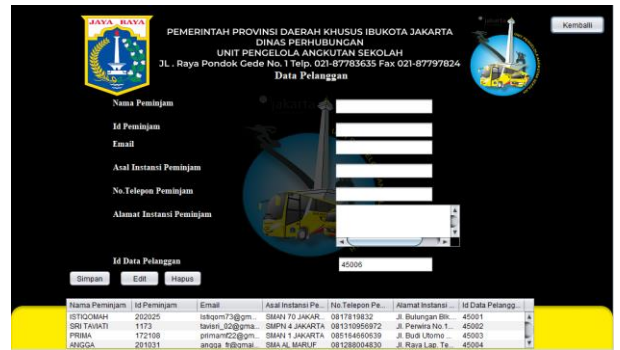 JAYA RAYA
Kembali
PEMERINTAH PROVINSI DAERAH KHUSUS IBUKOTA JAKARTA
DINAS PERHUBUNGAN
UNIT PENGELOLA ANGKUTAN SEKOLAH
JL . Raya Pondok Gede No. 1 Telp. 021-87783635 Fax 021-87797824
Data Pelanggan
Nama Peminjam
Id Peminjam
Email
Asal Instansi Peminjam
No.Telepon Peminjam
Alamat Instansi Peminjam
Id Data Pelanggan
45006
Simpan Edit Hapus
Nama Peminjam Id Peminjam Email Asal Instansi Pe... No.Telepon Pe... Alamat Instansi ... Id Data Pelangg...
ISTIQOMAH 202025 Istiqom73@gm... SMAN 70 JAKAR... 0817819832 Jl. Bulungan Blk... 45001
SRI TAVIATI 1173 tavisri_02@gma... SMPN 4 JAKARTA 081310956972 Jl. Perwira No.1... 45002
PRIMA 172108 primamf22@gm... SMAN 1 JAKARTA 085164660639 Jl. Budi Utomo ... 45003
ANGGA 201031 angga_fr@gmai... SMA AL MARUF 081288004830 Jl. Raya Lap. Te... 45004